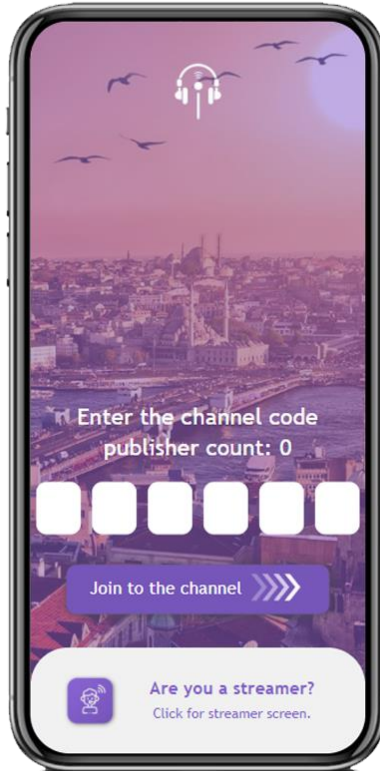 Enter the channel code
publisher count: 0
Join to the channel
Are you a streamer?
Click for streamer screen.